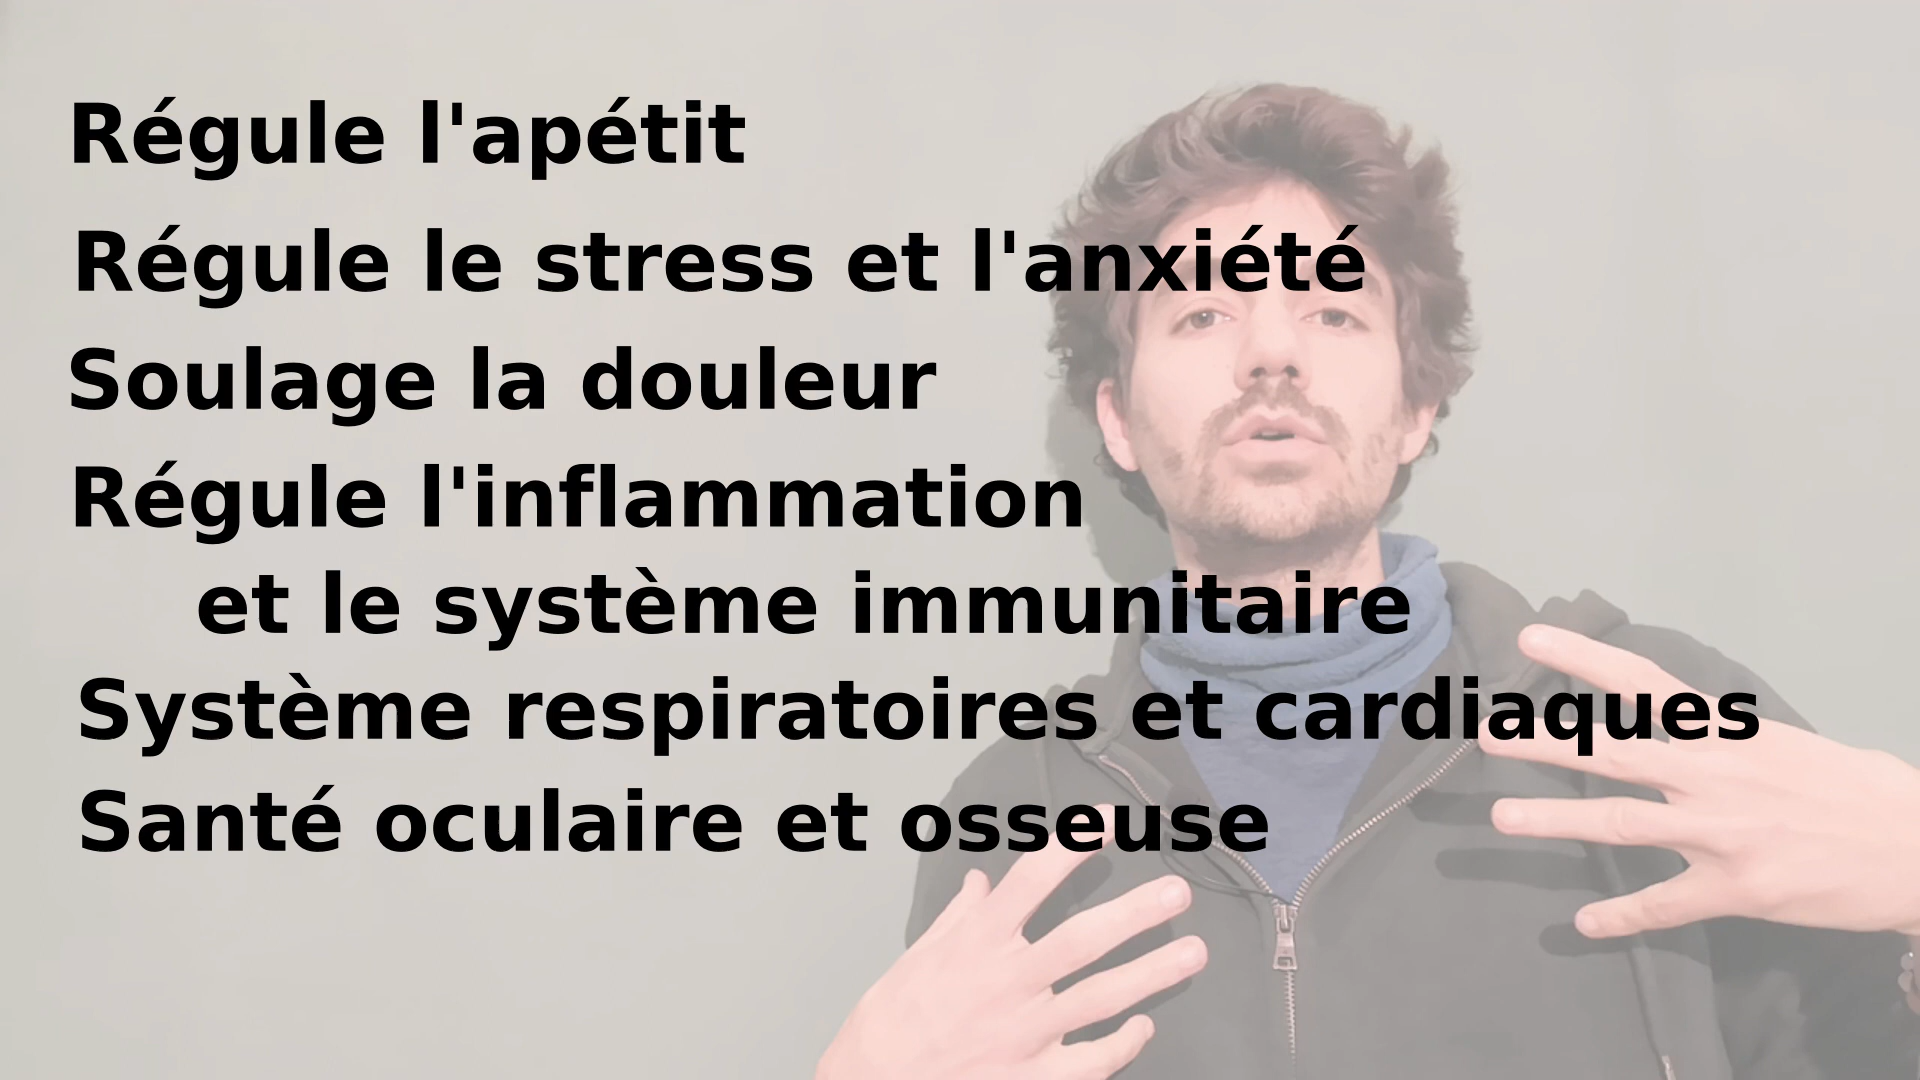 Régule l'apétit
Régule le stress et l'anxiété
Soulage la douleur
Régule l'inflammation
et le système immunitaire
Système respiratoires et cardiaques
Santé oculaire et osseuse